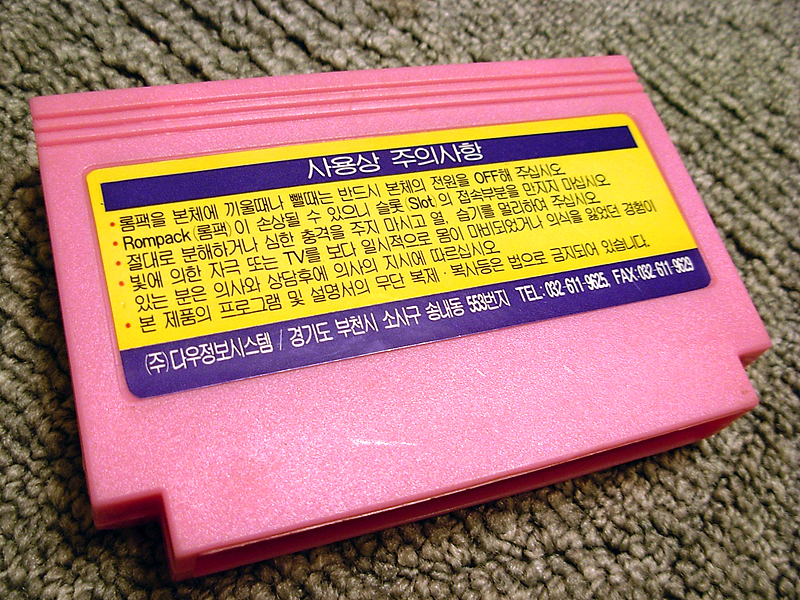 사용상 주의사항
• 롬팩을 본체에 끼울때나 뺄때는 반드시 본체의 전원을 OFF해 주십시오
• Rompack(롬팩)이 손상될 수 있으니 슬롯 Slot 의 접속부분을 만지지 마십시오
• 절대로 분해하거나 심한 충격을 주지 마시고 열, 습기를 멀리하여 주십시오
• 빛에 의한 자극 또는 TV를 보다 일시적으로 몸이 마비되었거나 의식을 잃었던 경험이
있는 분은 의사와 상담후에 의사의 지시에 따르십시오
• 본 제품의 프로그램 및 설명서의 무단 복제 · 복사등은 법으로 금지되어 있습니다.
(주)다우정보시스템 / 경기도 부천시 소사구 송내동 553번지 TEL : 032-611-9625, FAX : 032-611-9629